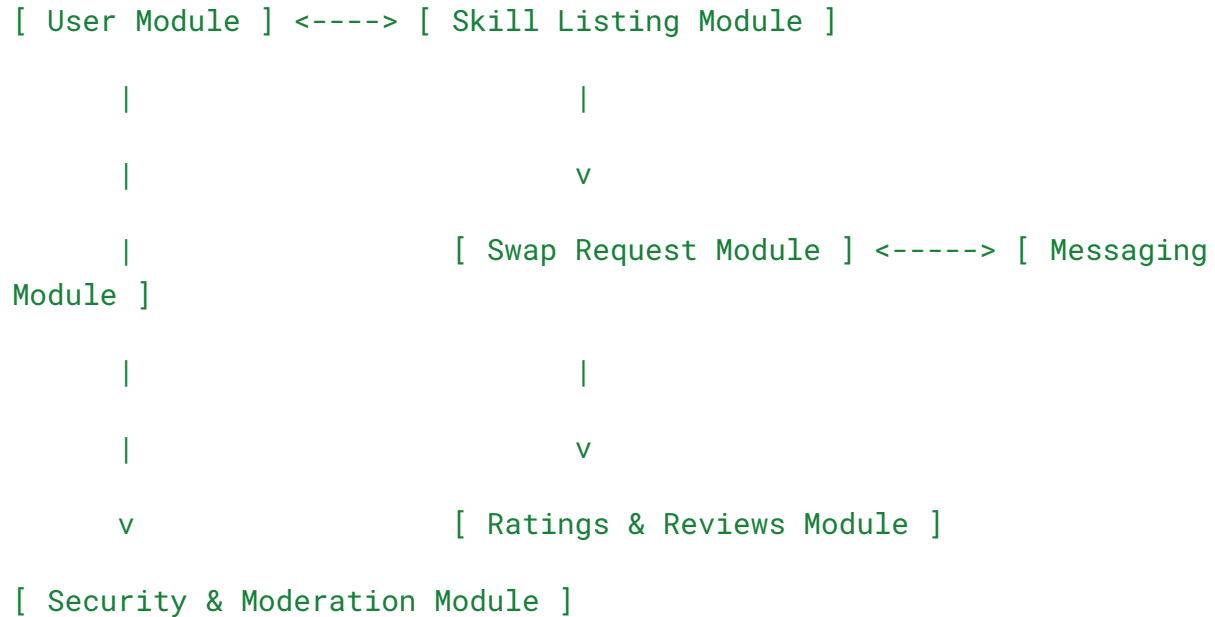 [ User Module ] <----> [ Skill Listing Module ]
      |                          |
      |                          v
      |                  [ Swap Request Module ] <-----> [ Messaging
Module ]
      |                          |
      |                          v
      v                  [ Ratings & Reviews Module ]
[ Security & Moderation Module ]